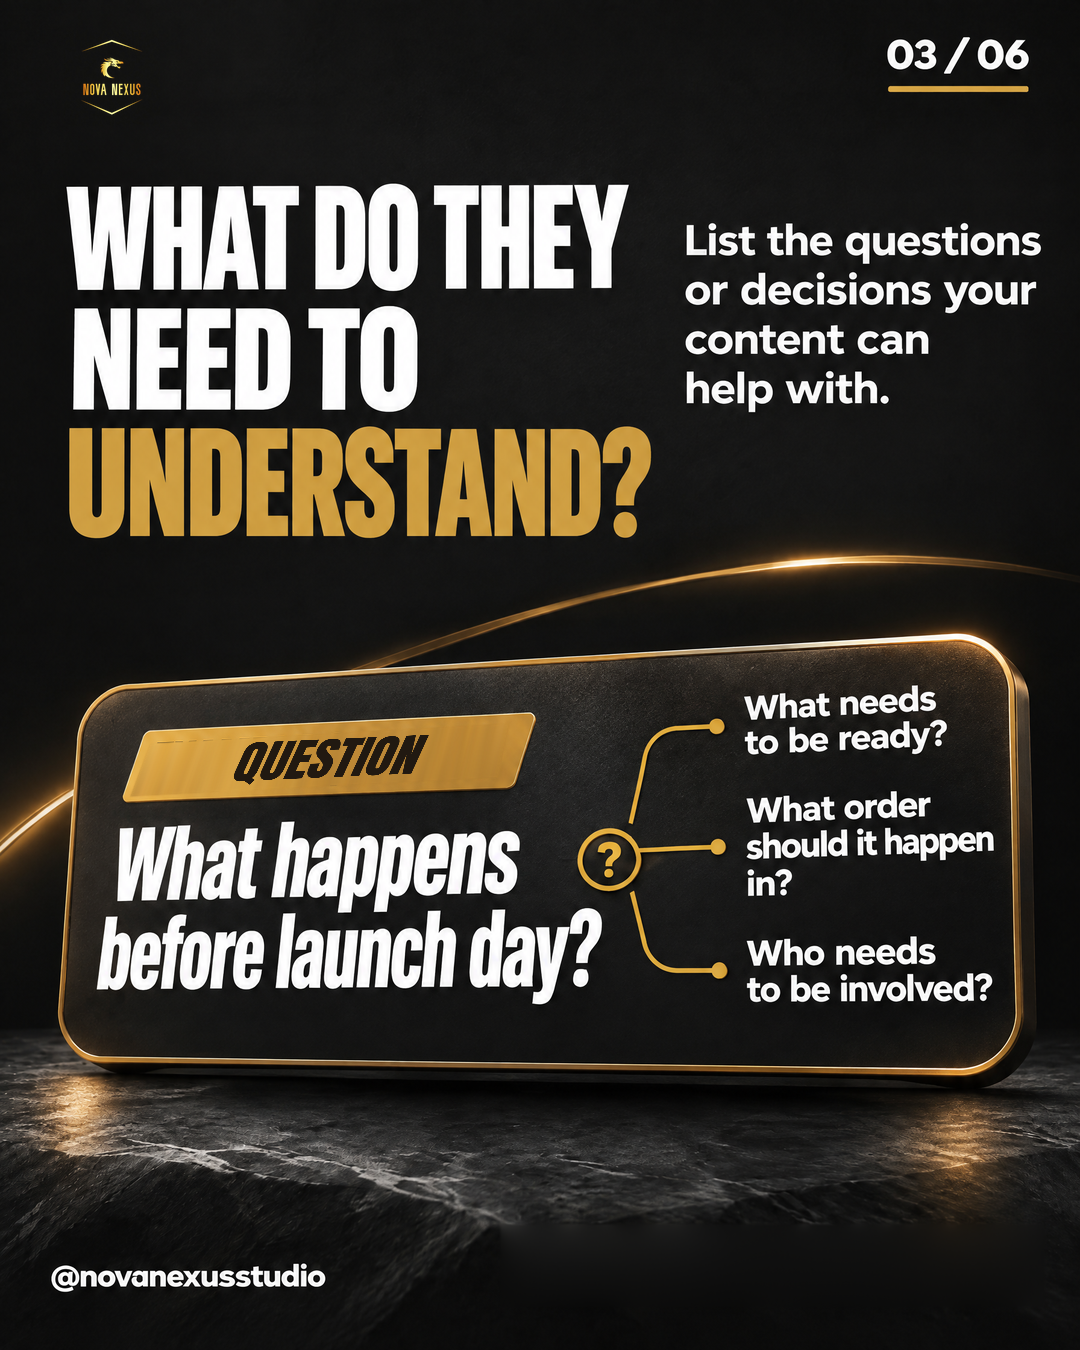 NOVA NEXUS
03 / 06
WHAT DO THEY
NEED TO
UNDERSTAND?
List the questions
or decisions your
content can
help with.
QUESTION
What happens
before launch day?
?
What needs
to be ready?
What order
should it happen
in?
Who needs
to be involved?
@novanexusstudio